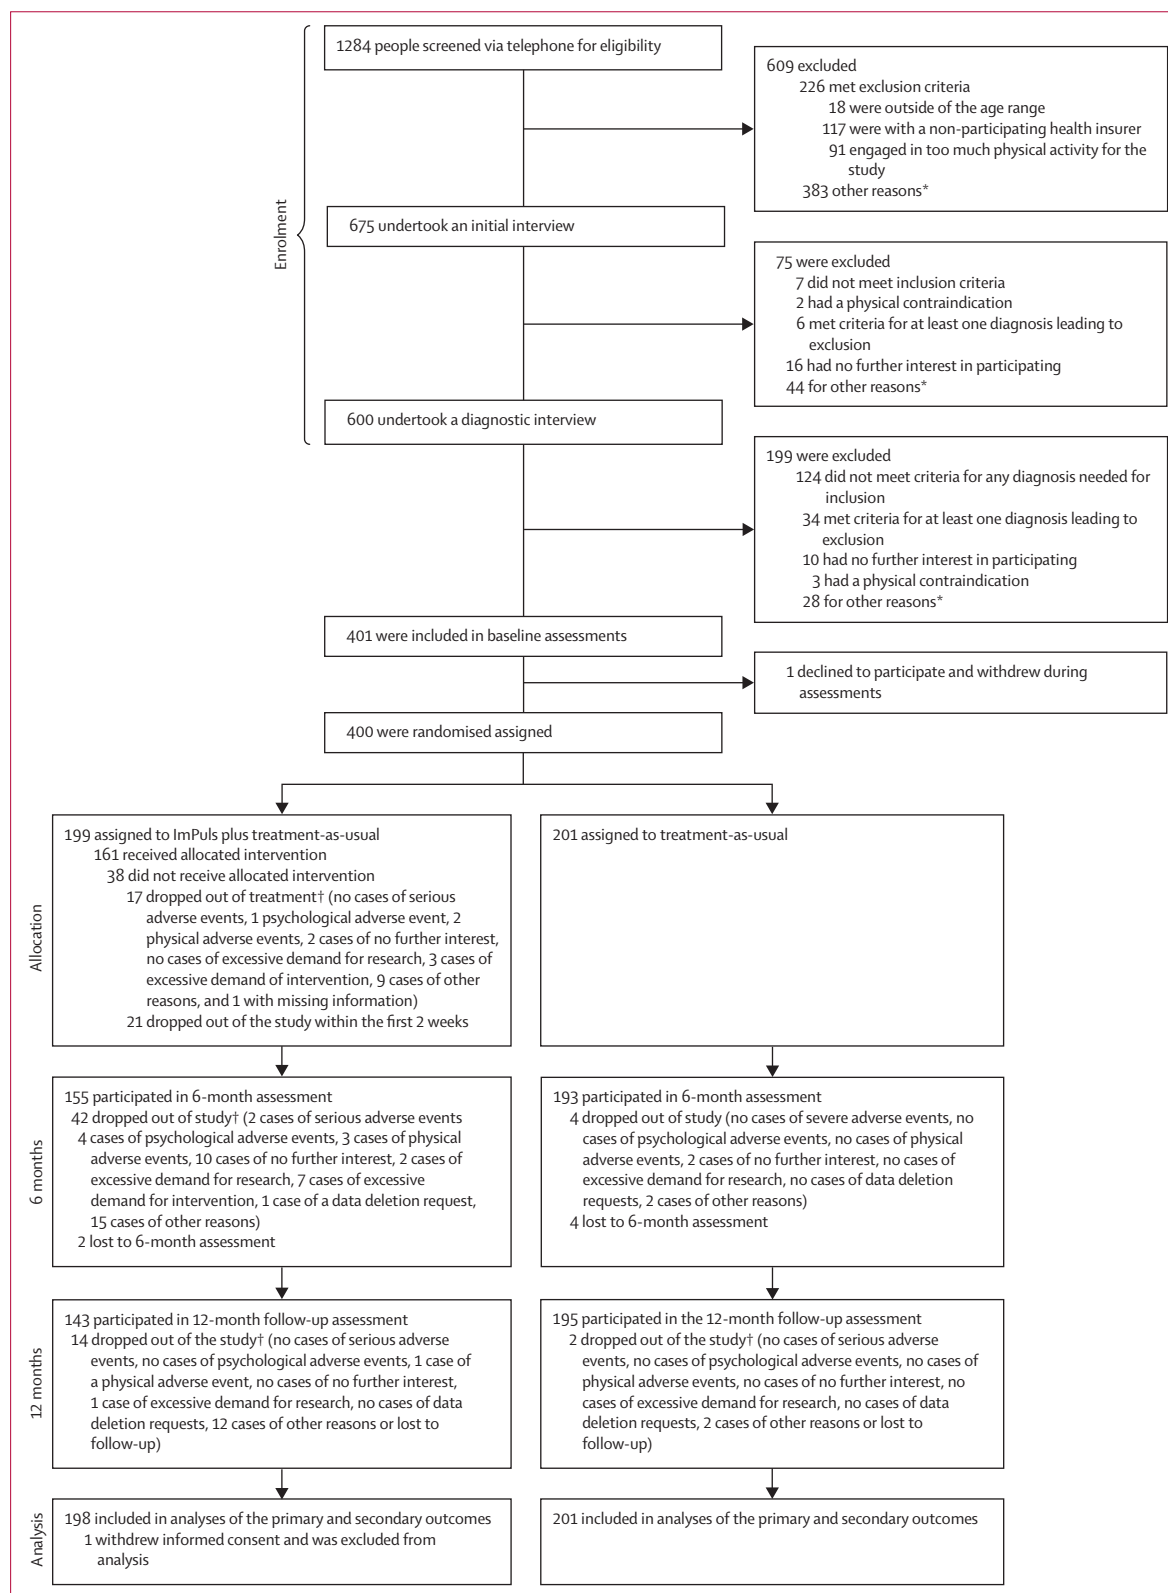 Enrolment
1284 people screened via telephone for eligibility
609 excluded
226 met exclusion criteria
18 were outside of the age range
117 were with a non-participating health insurer
91 engaged in too much physical activity for the
study
383 other reasons*
675 undertook an initial interview
75 were excluded
7 did not meet inclusion criteria
2 had a physical contraindication
6 met criteria for at least one diagnosis leading to
exclusion
16 had no further interest in participating
44 for other reasons*
600 undertook a diagnostic interview
199 were excluded
124 did not meet criteria for any diagnosis needed for
inclusion
34 met criteria for at least one diagnosis leading to
exclusion
10 had no further interest in participating
3 had a physical contraindication
28 for other reasons*
401 were included in baseline assessments
1 declined to participate and withdrew during
assessments
400 were randomised assigned
Allocation
199 assigned to ImPuls plus treatment-as-usual
161 received allocated intervention
38 did not receive allocated intervention
17 dropped out of treatment† (no cases of serious
adverse events, 1 psychological adverse event, 2
physical adverse events, 2 cases of no further interest,
no cases of excessive demand for research, 3 cases of
excessive demand of intervention, 9 cases of other
reasons, and 1 with missing information)
21 dropped out of the study within the first 2 weeks
201 assigned to treatment-as-usual
6 months
155 participated in 6-month assessment
42 dropped out of study† (2 cases of serious adverse events
4 cases of psychological adverse events, 3 cases of physical
adverse events, 10 cases of no further interest, 2 cases of
excessive demand for research, 7 cases of excessive
demand for intervention, 1 case of a data deletion request,
15 cases of other reasons)
2 lost to 6-month assessment
193 participated in 6-month assessment
4 dropped out of study (no cases of severe adverse events, no
cases of psychological adverse events, no cases of physical
adverse events, 2 cases of no further interest, no cases of
excessive demand for research, no cases of data deletion
requests, 2 cases of other reasons)
4 lost to 6-month assessment
12 months
143 participated in 12-month follow-up assessment
14 dropped out of the study† (no cases of serious adverse
events, no cases of psychological adverse events, 1 case of
a physical adverse event, no cases of no further interest,
1 case of excessive demand for research, no cases of data
deletion requests, 12 cases of other reasons or lost to
follow-up)
195 participated in the 12-month follow-up assessment
2 dropped out of the study† (no cases of serious adverse
events, no cases of psychological adverse events, no cases of
physical adverse events, no cases of no further interest, no
cases of excessive demand for research, no cases of data
deletion requests, 2 cases of other reasons or lost to
follow-up)
Analysis
198 included in analyses of the primary and secondary outcomes
1 withdrew informed consent and was excluded from
analysis
201 included in analyses of the primary and secondary outcomes